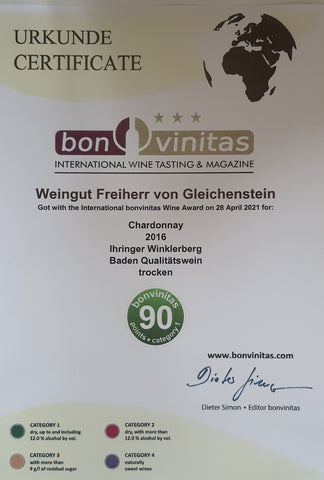 URKUNDE
CERTIFICATE
bon vinitas
INTERNATIONAL WINE TASTING & MAGAZINE
Weingut Freiherr von Gleichenstein
Got with the International bonvinitas Wine Award on 28 April 2021 for:
Chardonnay
2016
Ihringer Winklerberg
Baden Qualitätswein
trocken
bonvinitas
90
points • category 1
www.bonvinitas.com
Dieter Simon • Editor bonvinitas
CATEGORY 1
dry, up to and including
12.0 % alcohol by vol.
CATEGORY 2
dry, with more than
12.0 % alcohol by vol.
CATEGORY 3
with more than
9 g/l of residual sugar
CATEGORY 4
naturally
sweet wines